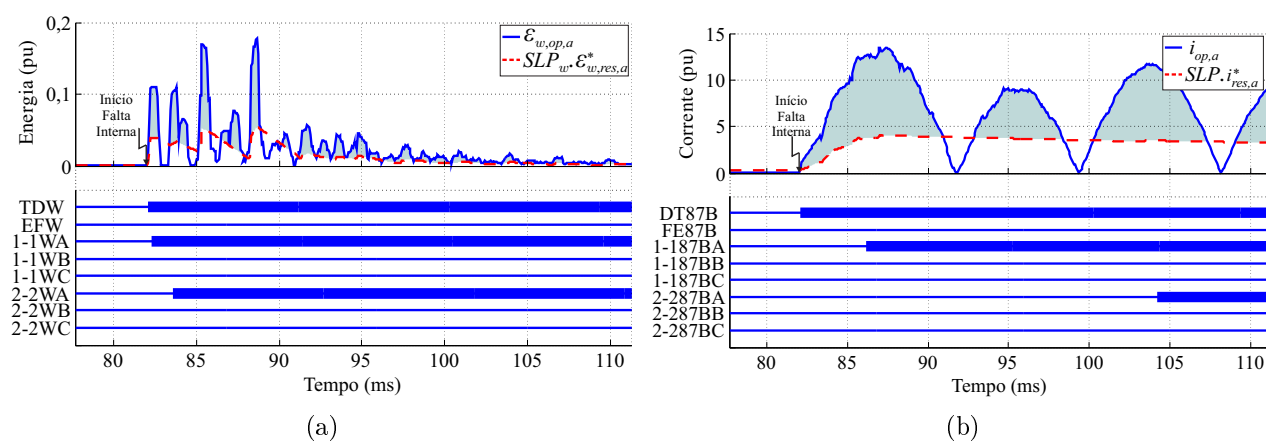 0,2
0,1
0
Energia (pu)
Início
Falta
Interna
ε_{w,op,a}
SLP_w.ε*_{w,res,a}
TDW
EFW
1-1WA
1-1WB
1-1WC
2-2WA
2-2WB
2-2WC
80 85 90 95 100 105 110
Tempo (ms)
(a)
15
10
5
0
Corrente (pu)
Início
Falta
Interna
i_{op,a}
SLP.i*_{res,a}
DT87B
FE87B
1-187BA
1-187BB
1-187BC
2-287BA
2-287BB
2-287BC
80 85 90 95 100 105 110
Tempo (ms)
(b)